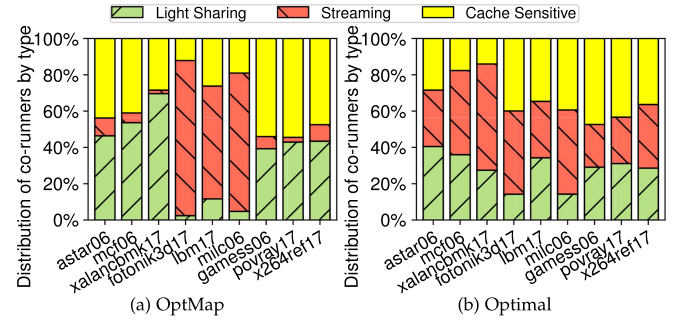 Light Sharing Streaming Cache Sensitive
Distribution of co-runners by type
100%
80%
60%
40%
20%
0%
astar06
mcf06
xalancbmk17
fotonik3d17
lbm17
milc06
gamess06
povray17
x264ref17
(a) OptMap
Distribution of co-runners by type
100%
80%
60%
40%
20%
0%
astar06
mcf06
xalancbmk17
fotonik3d17
lbm17
milc06
gamess06
povray17
x264ref17
(b) Optimal